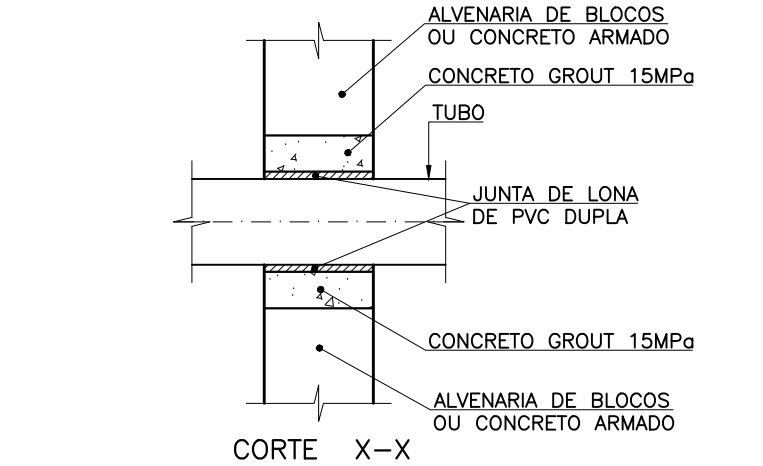 ALVENARIA DE BLOCOS
OU CONCRETO ARMADO
CONCRETO GROUT 15MPa
TUBO
JUNTA DE LONA
DE PVC DUPLA
CONCRETO GROUT 15MPa
ALVENARIA DE BLOCOS
OU CONCRETO ARMADO
CORTE X-X